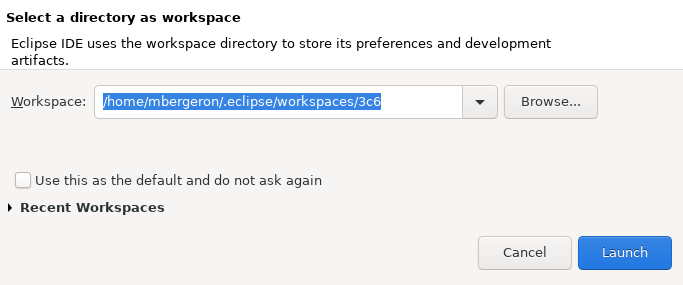 Select a directory as workspace
Eclipse IDE uses the workspace directory to store its preferences and development
artifacts.
Workspace: /home/mbergeron/.eclipse/workspaces/3c6 Browse...
Use this as the default and do not ask again
Recent Workspaces
Cancel Launch